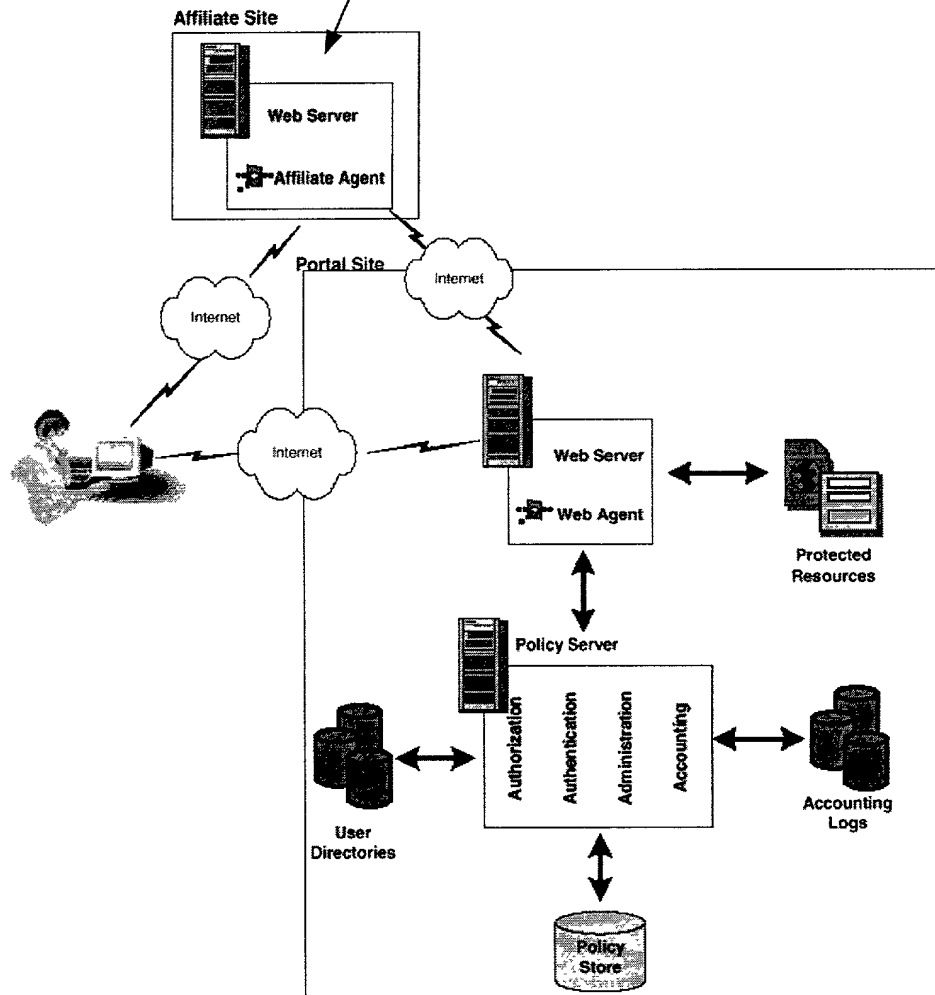 Affiliate Site
Web Server
Affiliate Agent
Portal Site
Internet
Internet
Internet
Web Server
Web Agent
Protected
Resources
Policy Server
Authorization
Authentication
Administration
Accounting
User
Directories
Accounting
Logs
Policy
Store